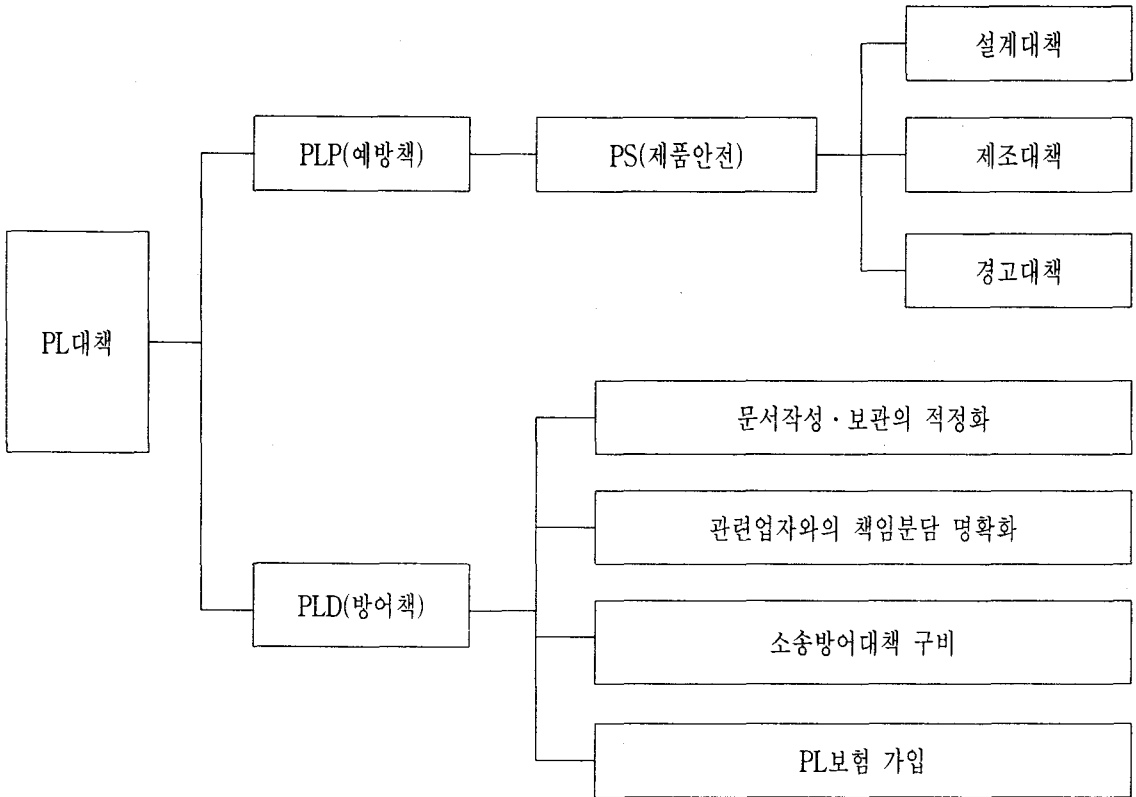 PL대책
PLP(예방책)
PS(제품안전)
설계대책
제조대책
경고대책
PLD(방어책)
문서작성·보관의 적정화
관련업자와의 책임분담 명확화
소송방어대책 구비
PL보험 가입